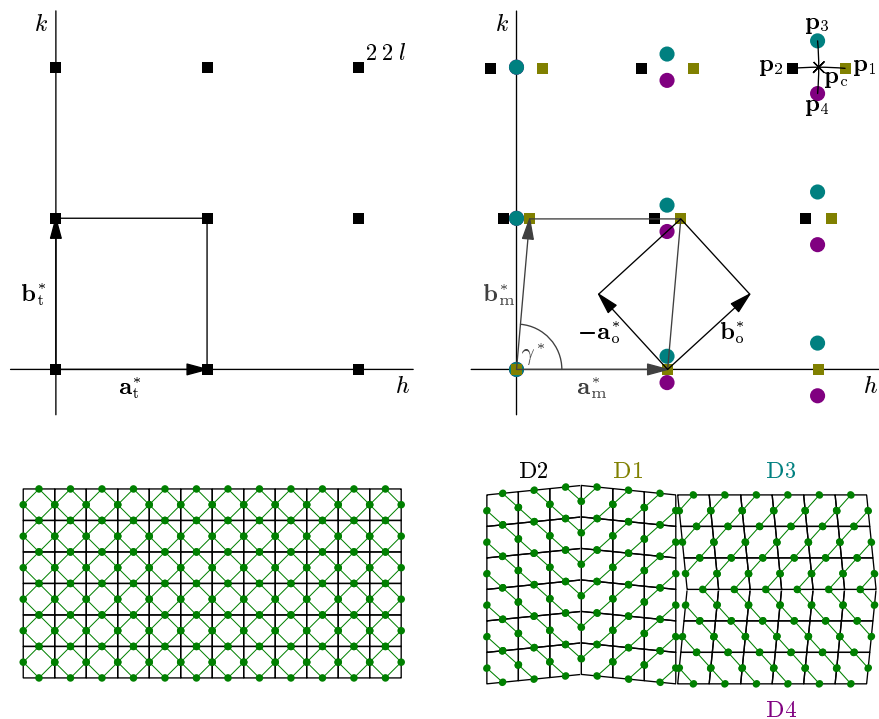 k
2 2 l
b*t
a*t
h
k
p3
p2
p1
pc
p4
b*m
γ*
−a*o
b*o
a*m
h
D2
D1
D3
D4